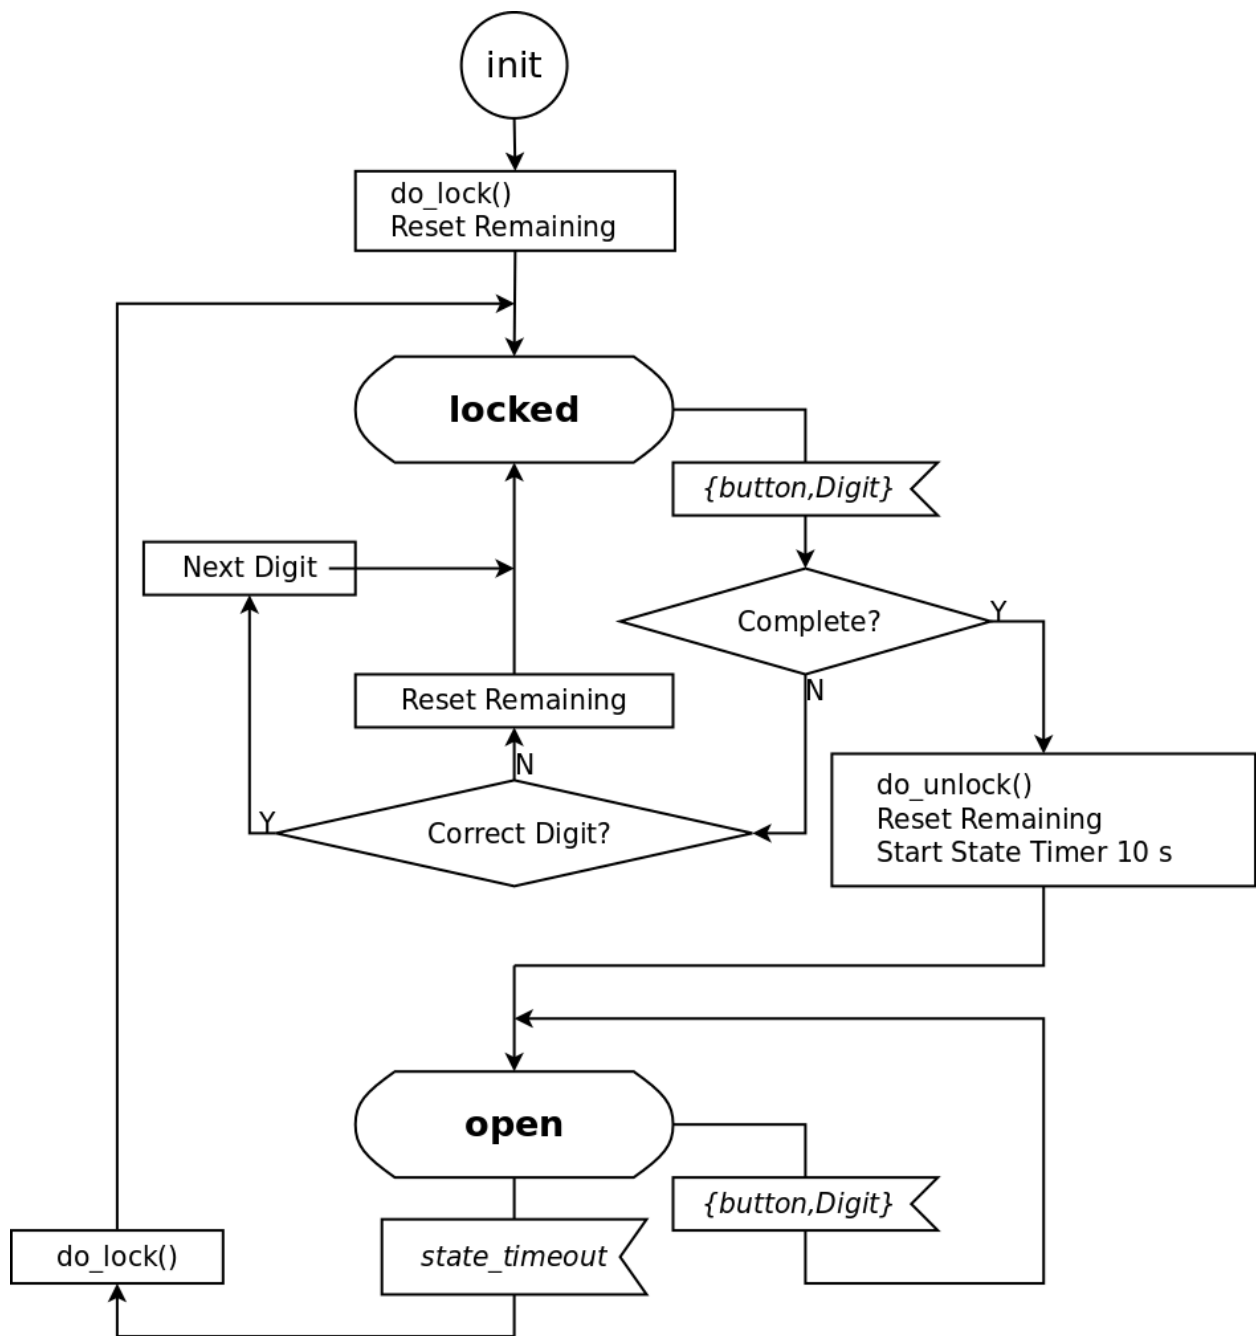 init
do_lock()
Reset Remaining
locked
{button,Digit}
Next Digit
Complete?
Y
N
Reset Remaining
N
Correct Digit?
Y
do_unlock()
Reset Remaining
Start State Timer 10 s
open
{button,Digit}
state_timeout
do_lock()